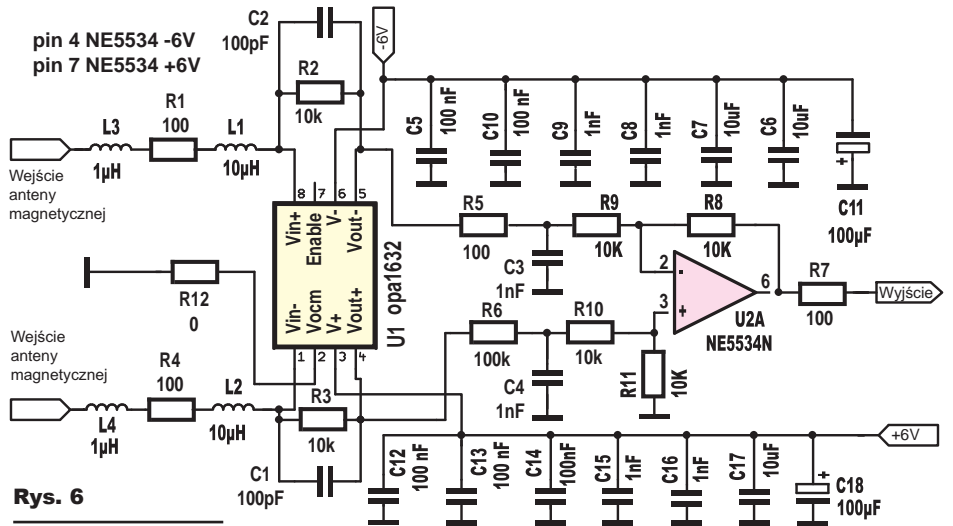 pin 4 NE5534 -6V
pin 7 NE5534 +6V
C2
100pF
-6V
R2
10k
L3
1µH
R1
100
L1
10µH
Wejście
anteny
magnetycznej
8
7
6
5
Vin+
Enable
V-
Vout-
Vin-
Vocm
V+
Vout+
U1 opa1632
1
2
3
4
C5
100 nF
C10
100 nF
C9
1nF
C8
1nF
C7
10uF
C6
10uF
+
C11
100µF
R12
0
R5
100
C3
1nF
R9
10K
R8
10K
2
-
3
+
6
U2A
NE5534N
R7
100
Wyjście
R6
100k
C4
1nF
R10
10k
R11
10K
Wejście
anteny
magnetycznej
L4
1µH
R4
100
L2
10µH
R3
10k
C1
100pF
+6V
C12
100 nF
C13
100 nF
C14
100nF
C15
1nF
C16
1nF
C17
10uF
+
C18
100µF
Rys. 6